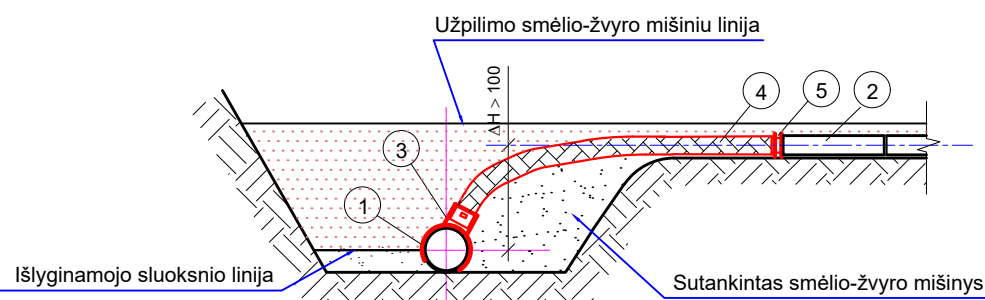 Užpilimo smėlio-žvyro mišiniu linija
ΔH > 100
4
5
2
3
1
Išlyginamojo sluoksnio linija
Sutankintas smėlio-žvyro mišinys